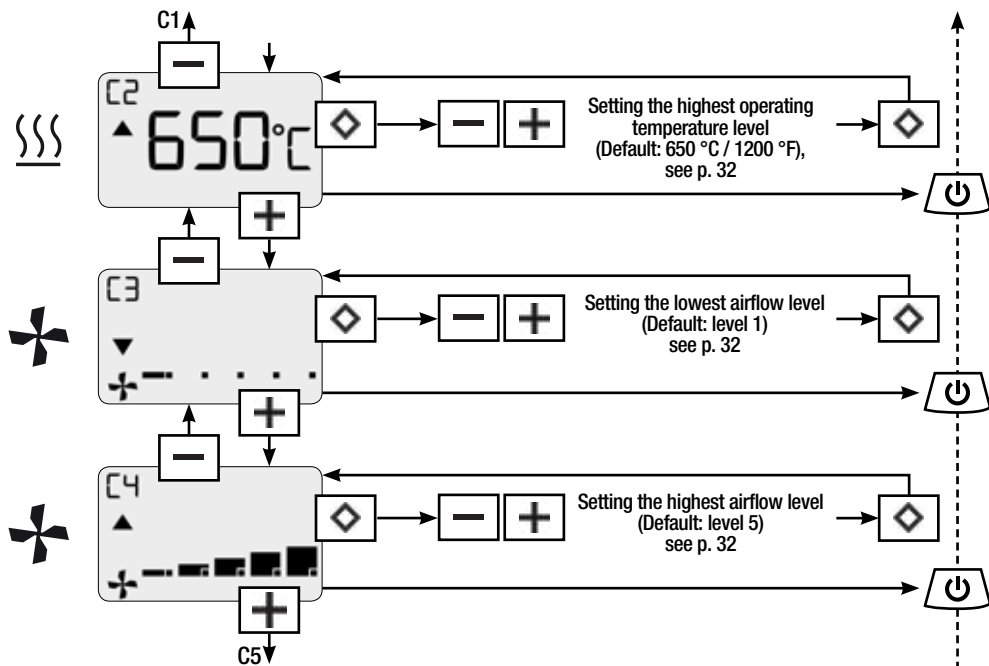 C1
C2
650°C
Setting the highest operating
temperature level
(Default: 650 °C / 1200 °F),
see p. 32
C3
Setting the lowest airflow level
(Default: level 1)
see p. 32
C4
Setting the highest airflow level
(Default: level 5)
see p. 32
C5